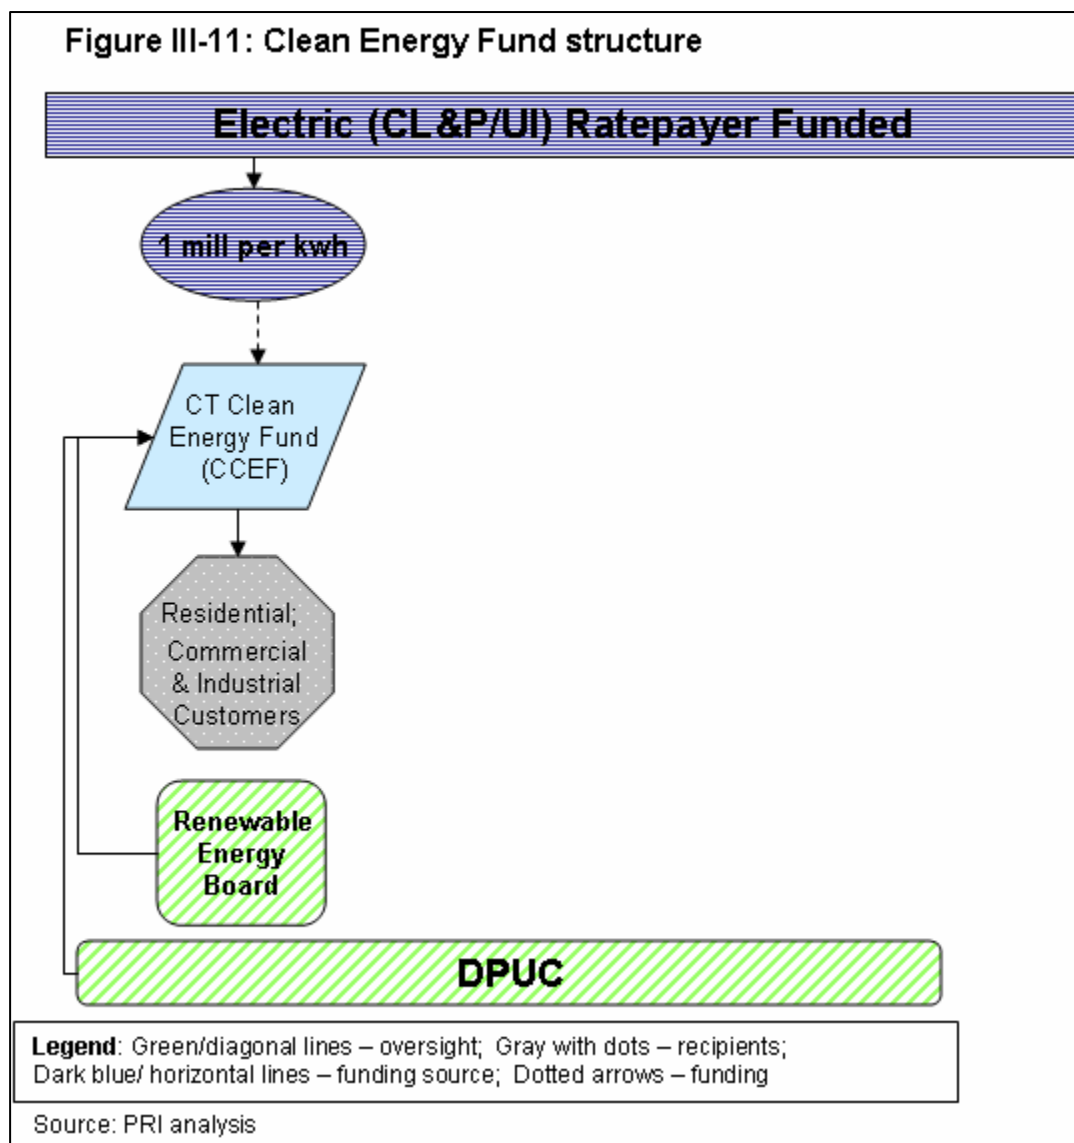 Figure III-11: Clean Energy Fund structure
Electric (CL&P/UI) Ratepayer Funded
1 mill per kwh
CT Clean
Energy Fund
(CCEF)
Residential;
Commercial
& Industrial
Customers
Renewable
Energy
Board
DPUC
Legend: Green/diagonal lines – oversight; Gray with dots – recipients;
Dark blue/ horizontal lines – funding source; Dotted arrows – funding
Source: PRI analysis